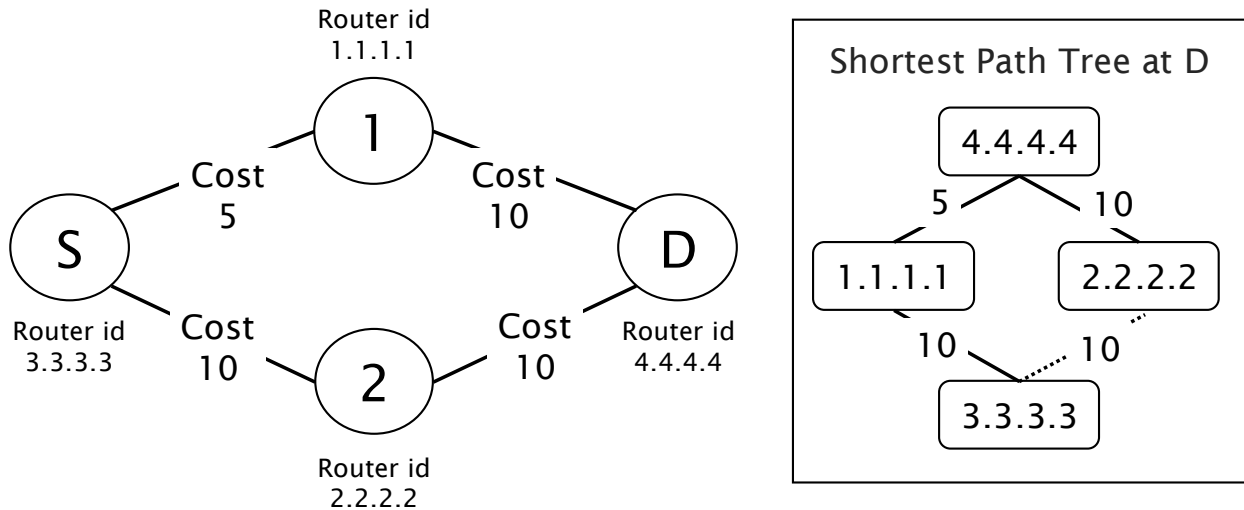 Router id
1.1.1.1
1
Cost
5
Cost
10
S
D
Router id
3.3.3.3
Cost
10
2
Cost
10
Router id
4.4.4.4
Router id
2.2.2.2
Shortest Path Tree at D
4.4.4.4
5
10
1.1.1.1
2.2.2.2
10
10
3.3.3.3